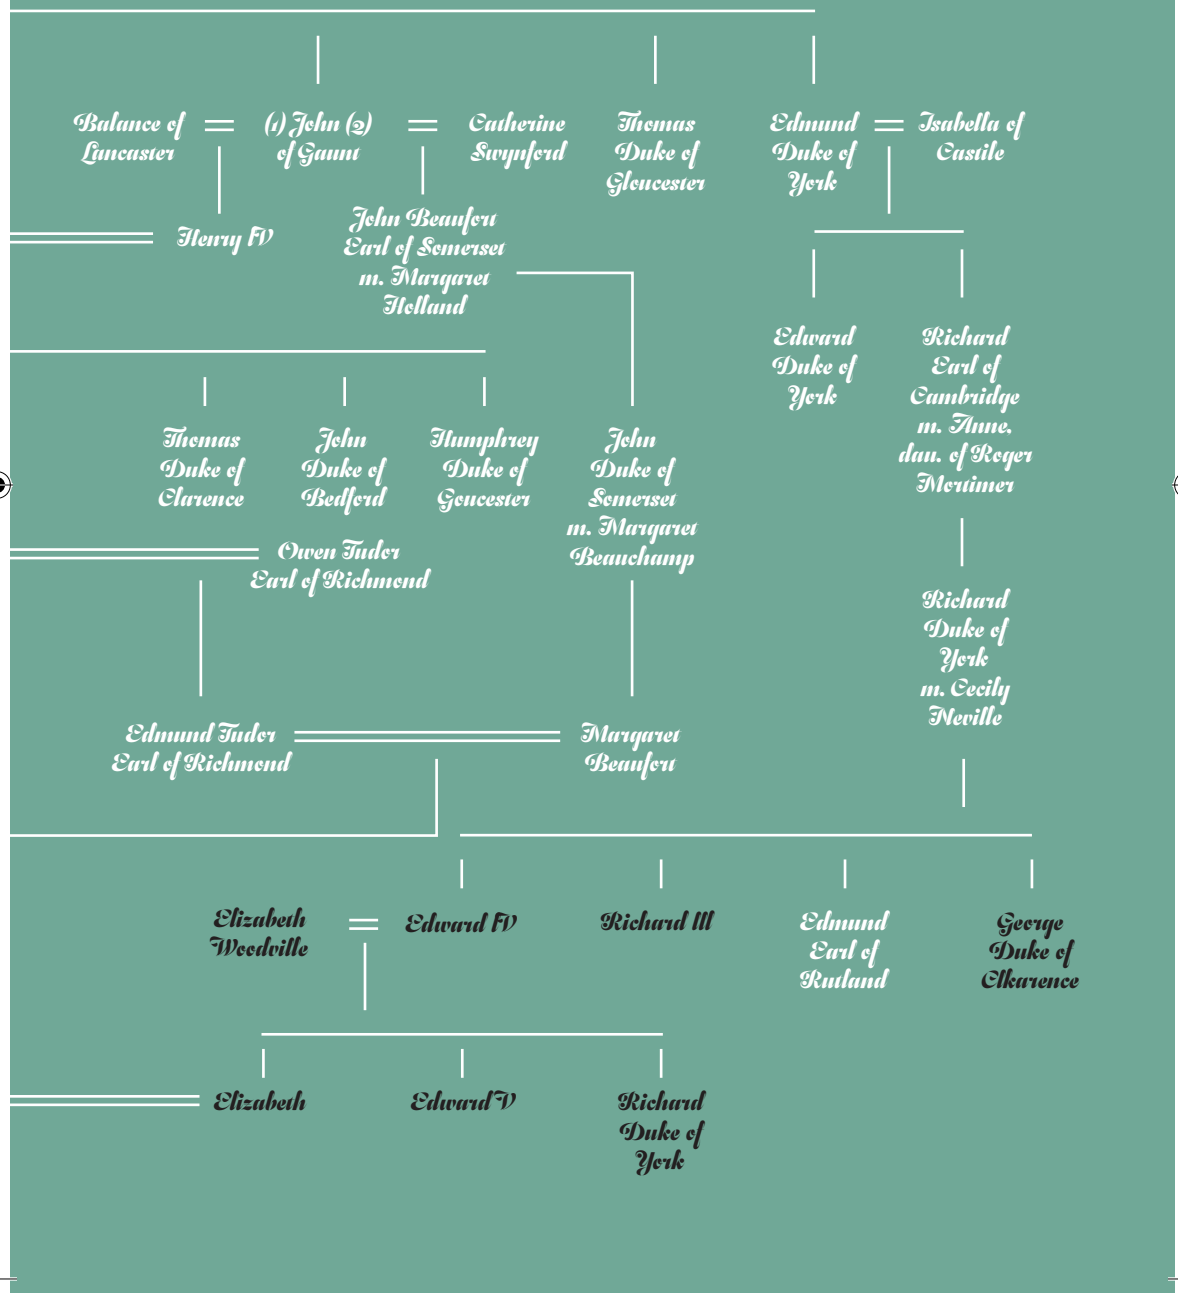 Balance of
Lancaster
(1) John (2)
of Gaunt
Catherine
Swynford
Thomas
Duke of
Gloucester
Edmund
Duke of
York
Isabella of
Castile
Henry IV
John Beaufort
Earl of Somerset
m. Margaret
Holland
Edward
Duke of
York
Richard
Earl of
Cambridge
m. Anne,
dau. of Roger
Mortimer
Thomas
Duke of
Clarence
John
Duke of
Bedford
Humphrey
Duke of
Goucester
John
Duke of
Somerset
m. Margaret
Beauchamp
Owen Tudor
Earl of Richmond
Richard
Duke of
York
m. Cecily
Neville
Edmund Tudor
Earl of Richmond
Margaret
Beaufort
Elizabeth
Woodville
Edward IV
Richard III
Edmund
Earl of
Rutland
George
Duke of
Clkarence
Elizabeth
Edward V
Richard
Duke of
York